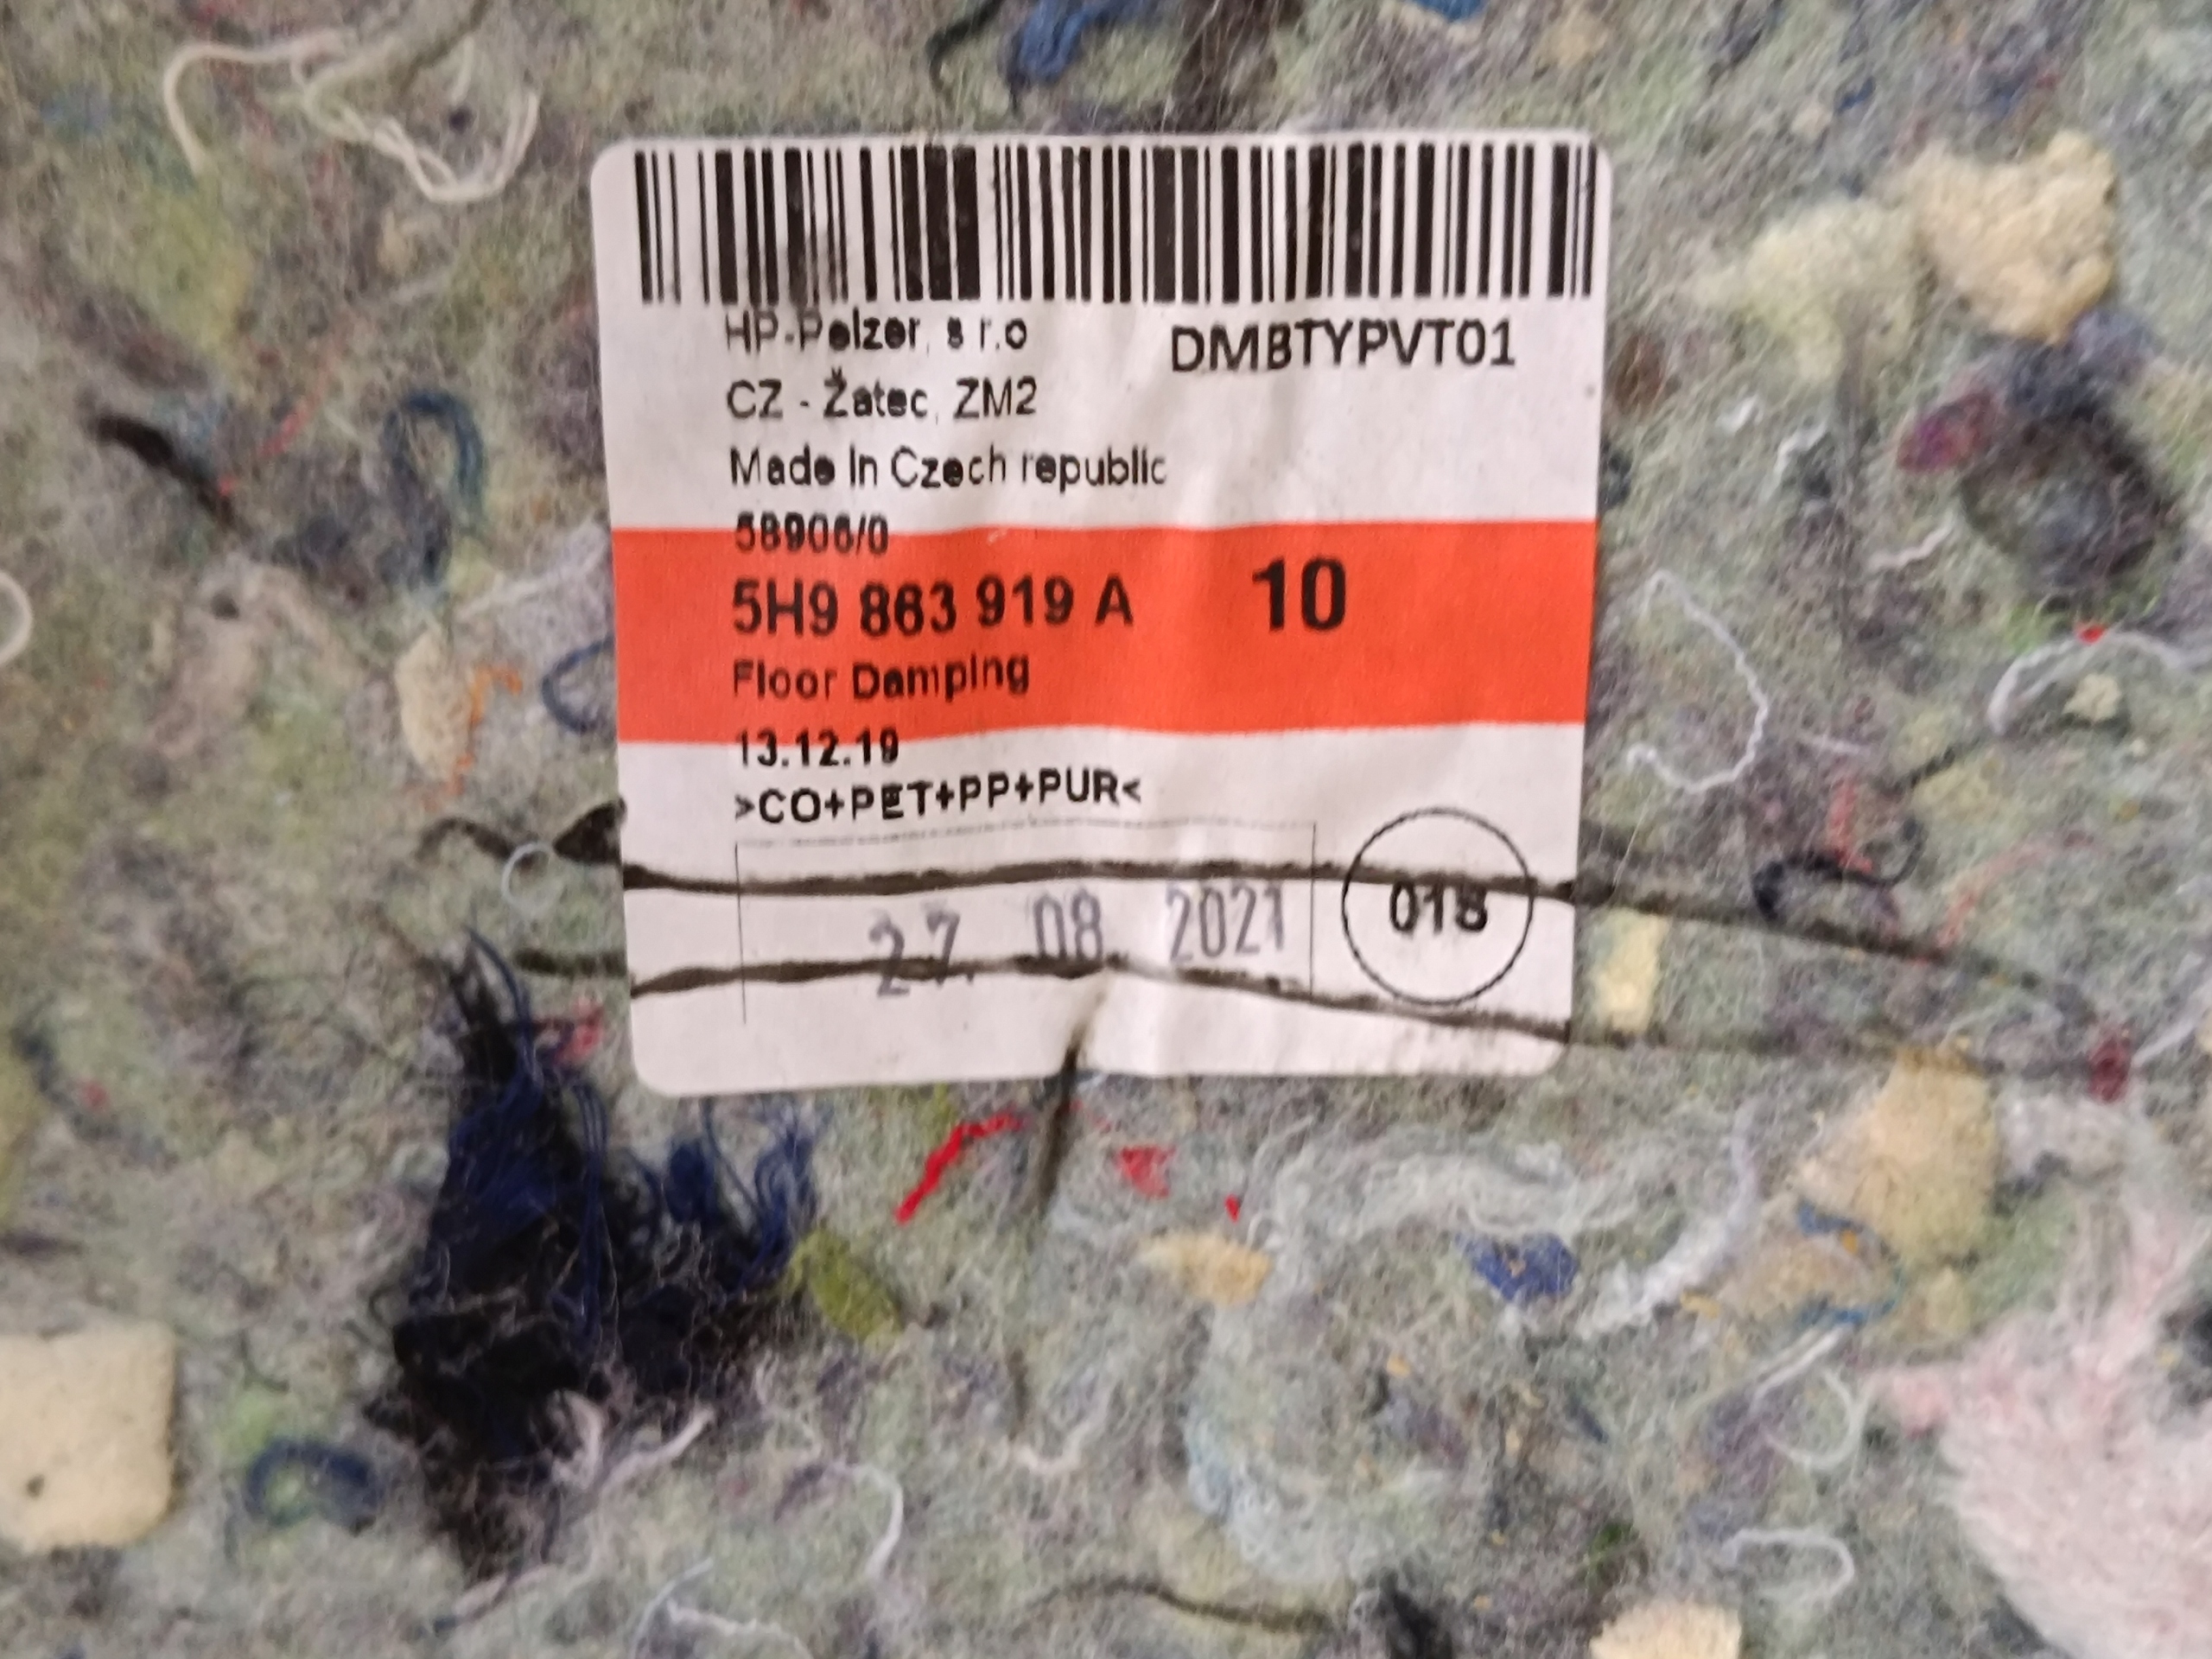 HP-Pelzer, s r.o
DMBTYPVT01
CZ - Žatec, ZM2
Made In Czech republic
58906/0
5H9 863 919 A
10
Floor Damping
13.12.19
>CO+PET+PP+PUR<
27. 08. 2021
018